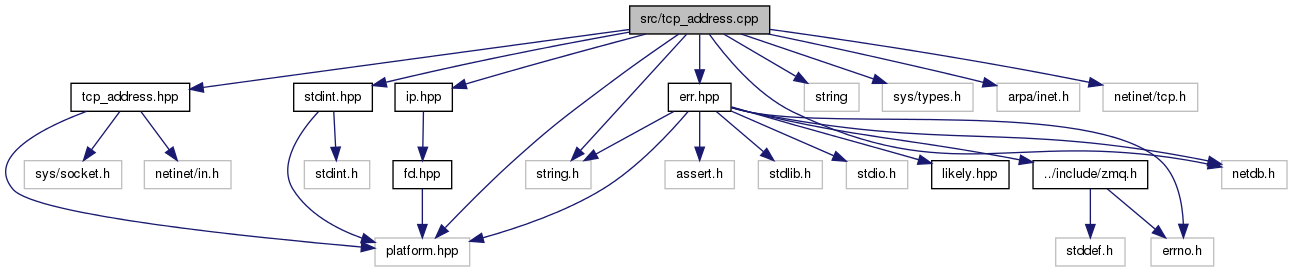 src/tcp_address.cpp
tcp_address.hpp
stdint.hpp
ip.hpp
err.hpp
string
sys/types.h
arpa/inet.h
netinet/tcp.h
sys/socket.h
netinet/in.h
stdint.h
fd.hpp
string.h
assert.h
stdlib.h
stdio.h
likely.hpp
../include/zmq.h
netdb.h
platform.hpp
stddef.h
errno.h